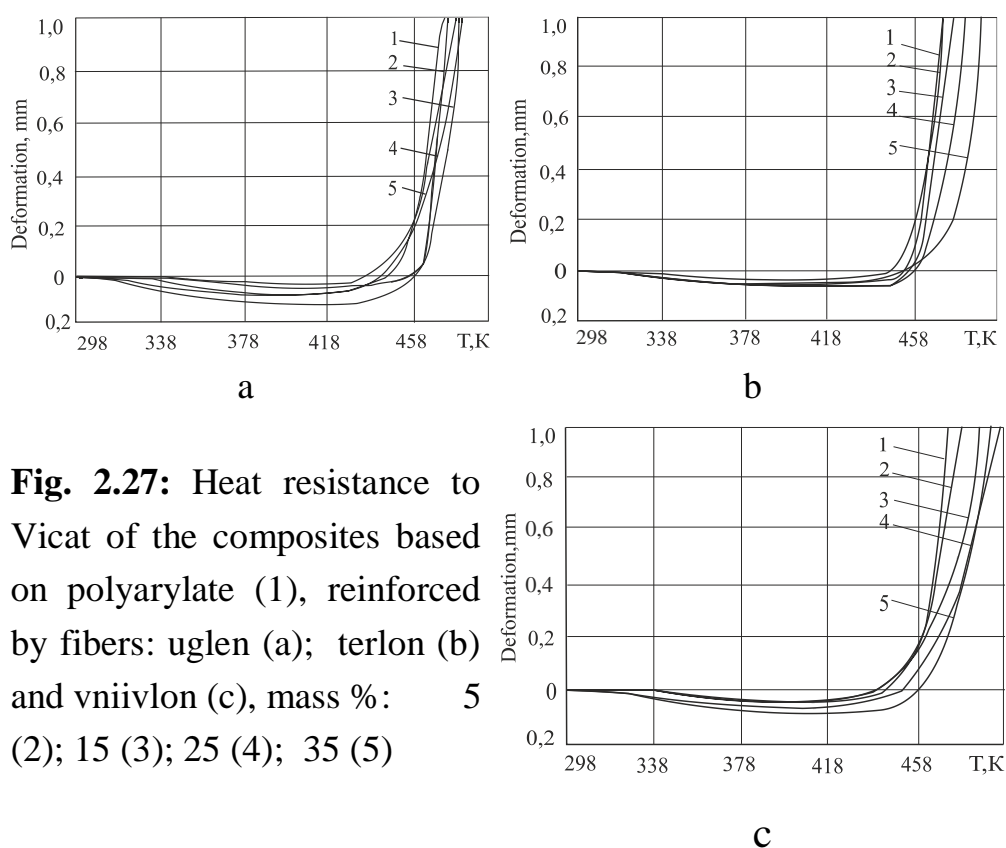 1,0
0,8
0,6
0,4
0,2
0
0,2
Deformation, mm
1
2
3
4
5
298 338 378 418 458 T,K
a
1,0
0,8
0,6
0,4
0,2
0
0,2
Deformation,mm
1
2
3
4
5
298 338 378 418 458 T,K
b
Fig. 2.27: Heat resistance to
Vicat of the composites based
on polyarylate (1), reinforced
by fibers: uglen (a); terlon (b)
and vniivlon (c), mass %: 5
(2); 15 (3); 25 (4); 35 (5)
1,0
0,8
0,6
0,4
0,2
0
0,2
Deformation,mm
1
2
3
4
5
298 338 378 418 458 T,K
c